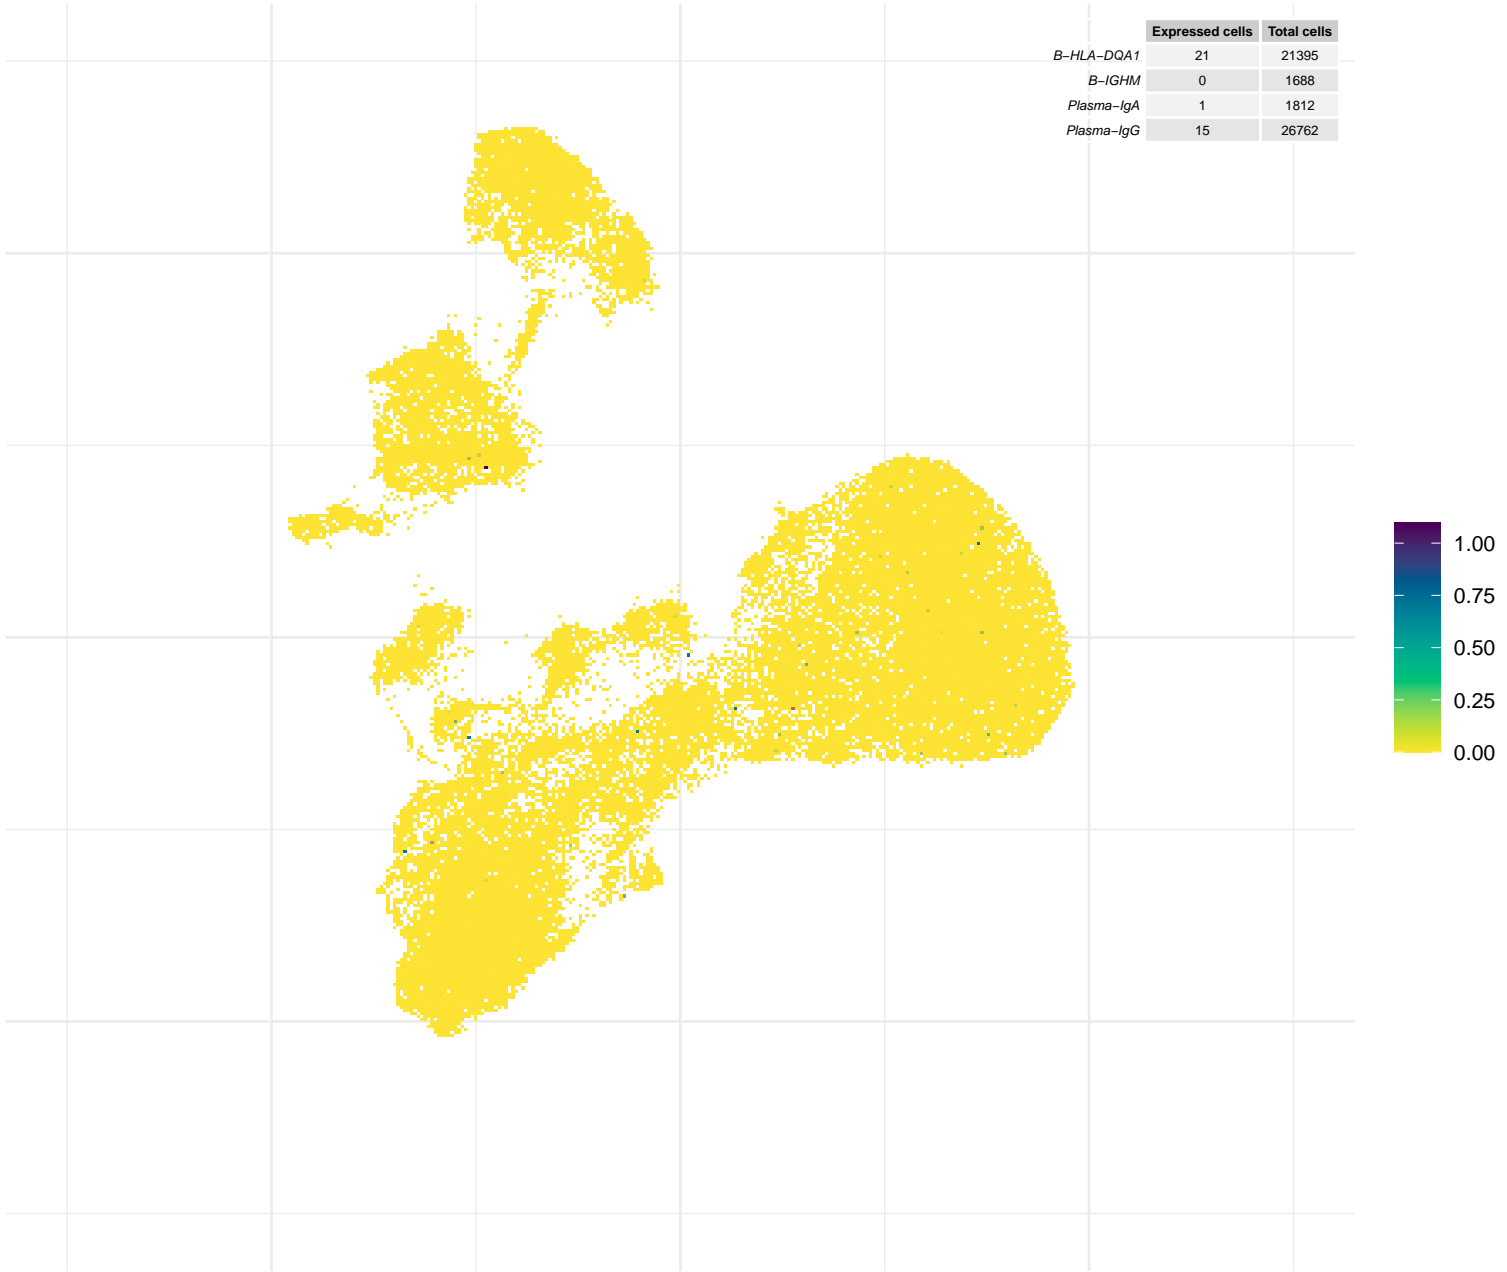 Expressed cells Total cells
B−HLA−DQA1 21 21395
B−IGHM 0 1688
Plasma−IgA 1 1812
Plasma−IgG 15 26762
1.00
0.75
0.50
0.25
0.00